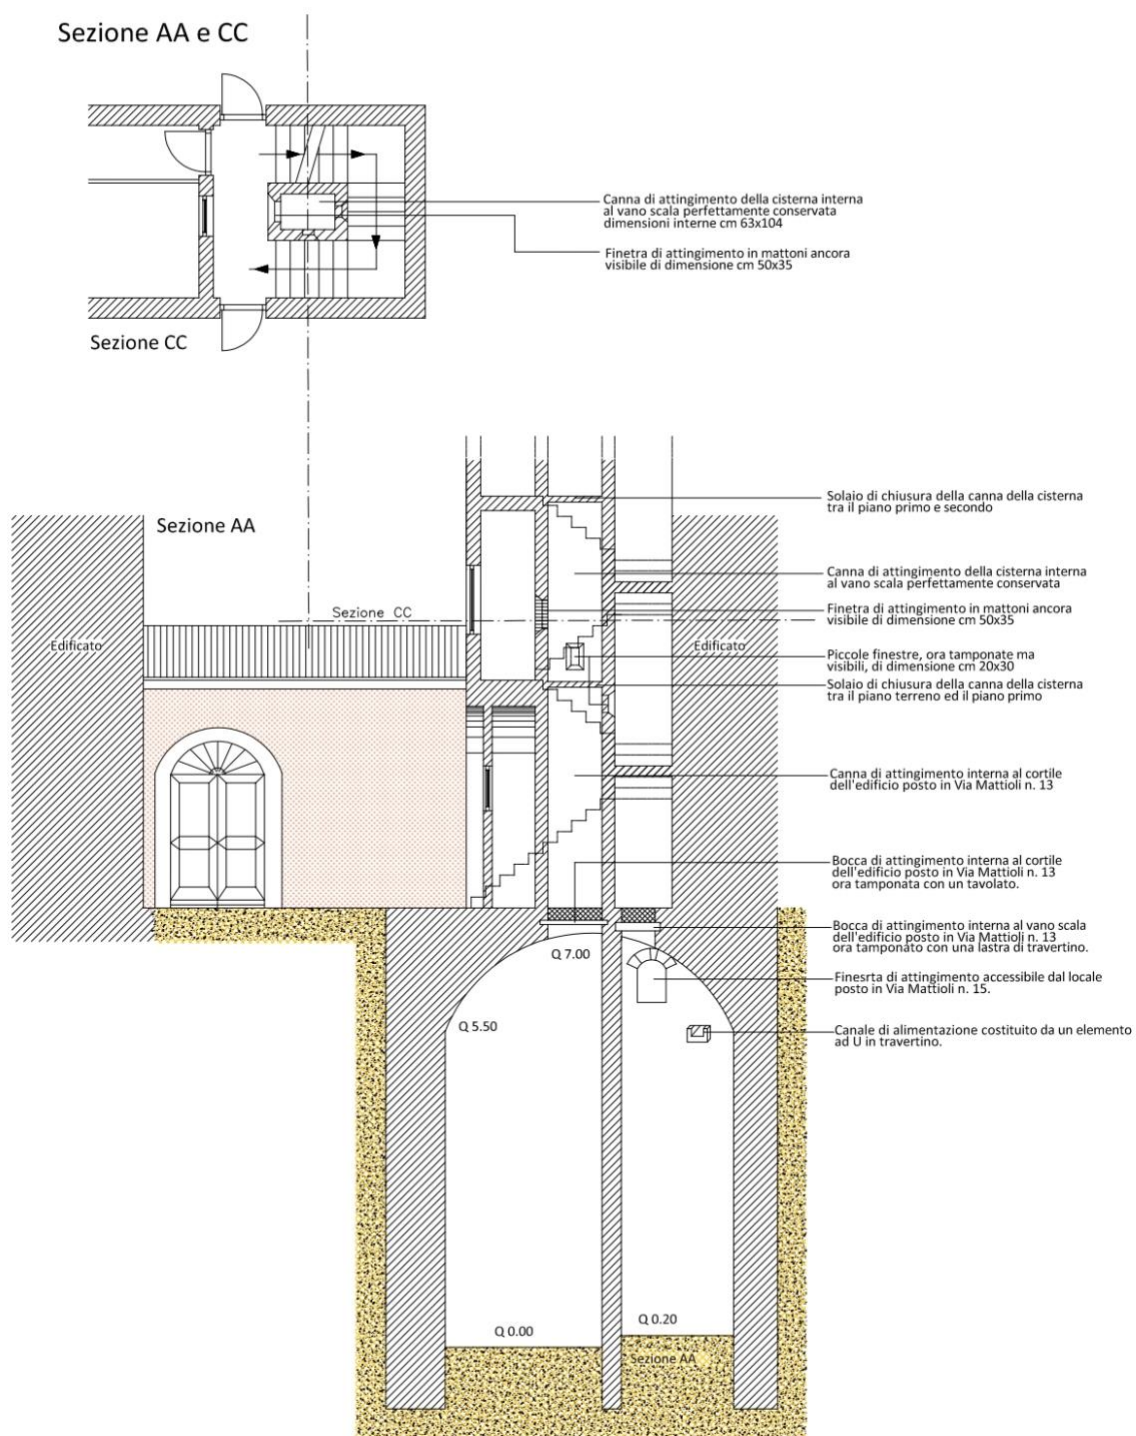 Sezione AA e CC
Canna di attingimento della cisterna interna
al vano scala perfettamente conservata
dimensioni interne cm 63x104
Finetra di attingimento in mattoni ancora
visibile di dimensione cm 50x35
Sezione CC
Sezione AA
Solaio di chiusura della canna della cisterna
tra il piano primo e secondo
Canna di attingimento della cisterna interna
al vano scala perfettamente conservata
Sezione CC
Finetra di attingimento in mattoni ancora
visibile di dimensione cm 50x35
Edificato
Edificato
Piccole finestre, ora tamponate ma
visibili, di dimensione cm 20x30
Solaio di chiusura della canna della cisterna
tra il piano terreno ed il piano primo
Canna di attingimento interna al cortile
dell'edificio posto in Via Mattioli n. 13
Bocca di attingimento interna al cortile
dell'edificio posto in Via Mattioli n. 13
ora tamponata con un tavolato.
Bocca di attingimento interna al vano scala
dell'edificio posto in Via Mattioli n. 13
ora tamponato con una lastra di travertino.
Q 7.00
Finesrta di attingimento accessibile dal locale
posto in Via Mattioli n. 15.
Q 5.50
Canale di alimentazione costituito da un elemento
ad U in travertino.
Q 0.20
Q 0.00
Sezione AA